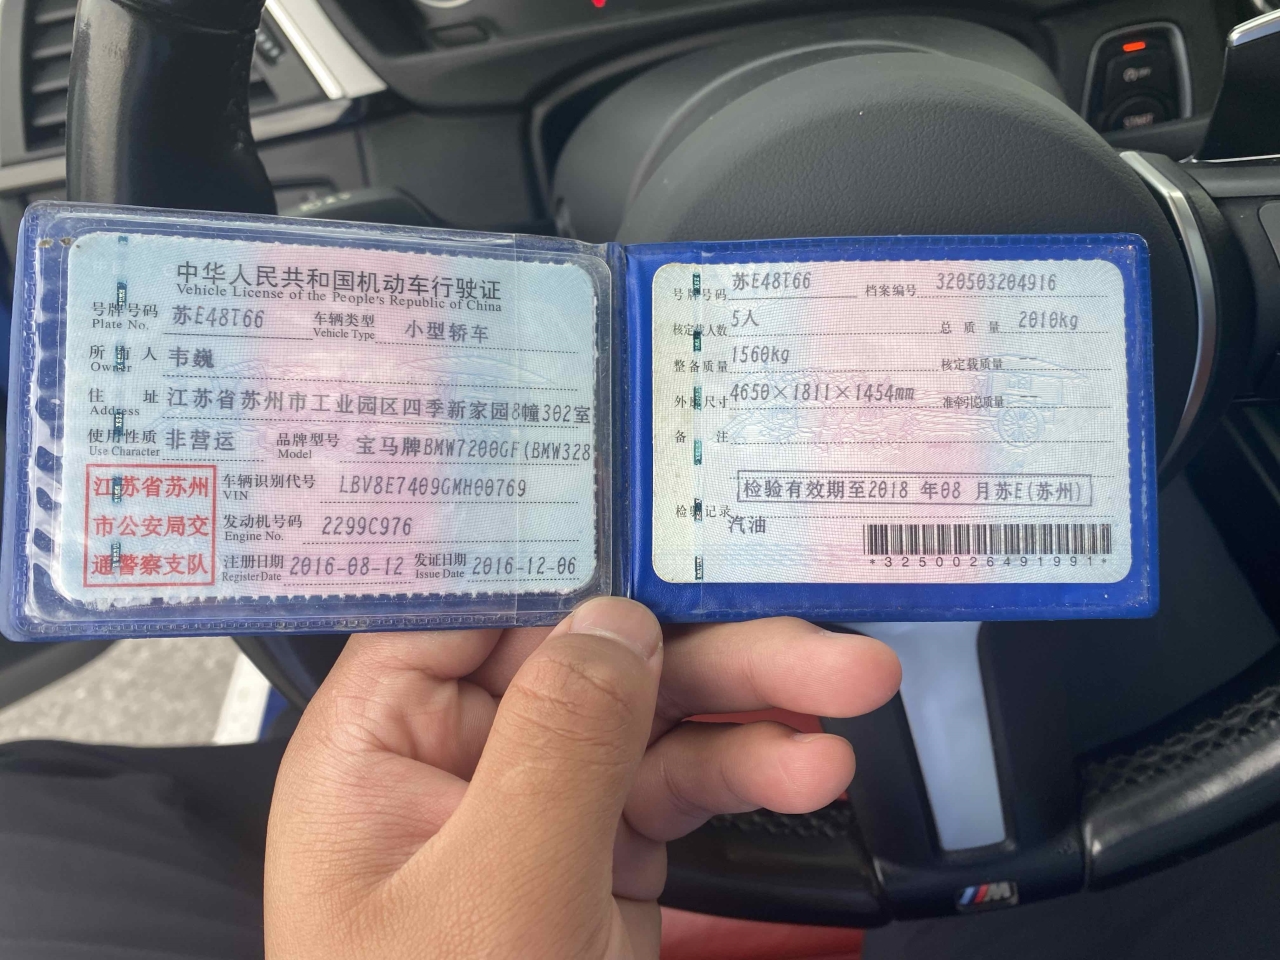 中华人民共和国机动车行驶证
Vehicle License of the People's Republic of China
号牌号码 苏E48T66 车辆类型 小型轿车
Plate No. Vehicle Type
所有人 韦巍
Owner
住址 江苏省苏州市工业园区四季新家园8幢302室
Address
使用性质 非营运 品牌型号 宝马牌BMW7200GF(BMW328
Use Character Model
江苏省苏州
市公安局交
通警察支队
车辆识别代号 LBV8E7409GMH00769
VIN
发动机号码 2299C976
Engine No.
注册日期 2016-08-12 发证日期 2016-12-06
Register Date Issue Date
号牌号码 苏E48T66 档案编号 320503204916
核定载人数 5人 总质量 2010kg
整备质量 1560kg 核定载质量 --
外廓尺寸 4650×1811×1454mm 准牵引总质量 --
备注
检验有效期至2018 年08 月苏E(苏州)
检验记录
汽油
*3250026491991*
START
M